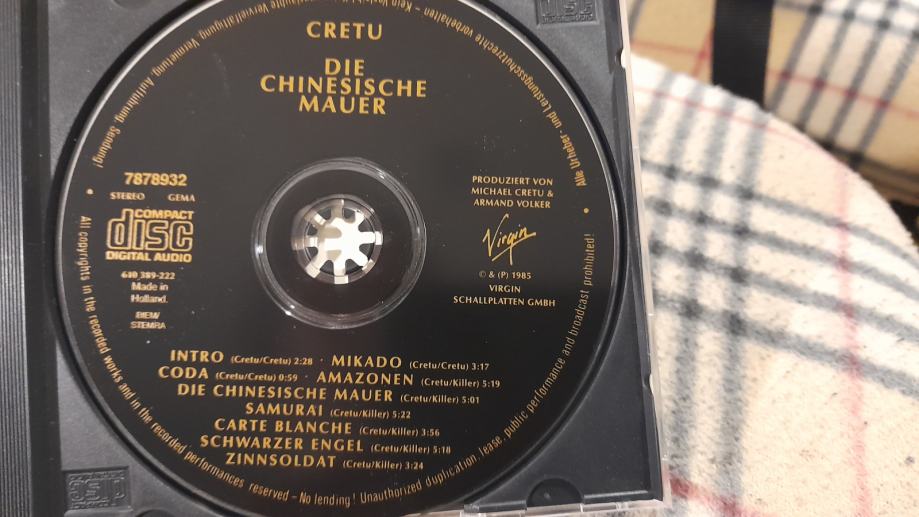 CRETU
DIE
CHINESISCHE
MAUER
7878932
STEREO GEMA
COMPACT
disc
DIGITAL AUDIO
610 389-222
Made in
Holland.
BIEM/
STEMRA
PRODUZIERT VON
MICHAEL CRETU &
ARMAND VOLKER
Virgin
© & (P) 1985
VIRGIN
SCHALLPLATTEN GMBH
INTRO (Cretu/Cretu) 2:28 · MIKADO (Cretu/Cretu) 3:17
CODA (Cretu/Cretu) 0:59 · AMAZONEN (Cretu/Killer) 5:19
DIE CHINESISCHE MAUER (Cretu/Killer) 5:01
SAMURAI (Cretu/Killer) 5:22
CARTE BLANCHE (Cretu/Killer) 3:56
SCHWARZER ENGEL (Cretu/Killer) 5:18
ZINNSOLDAT (Cretu/Killer) 3:24
Alle Urheber- und Leistungsschutzrechte vorbehalten – Kein Vervielfältigung, Vermietung, Aufführung, Sendung!
All copyrights in the recorded works and in the recorded performances reserved – No lending! Unauthorized duplication, lease, public performance and broadcast prohibited!